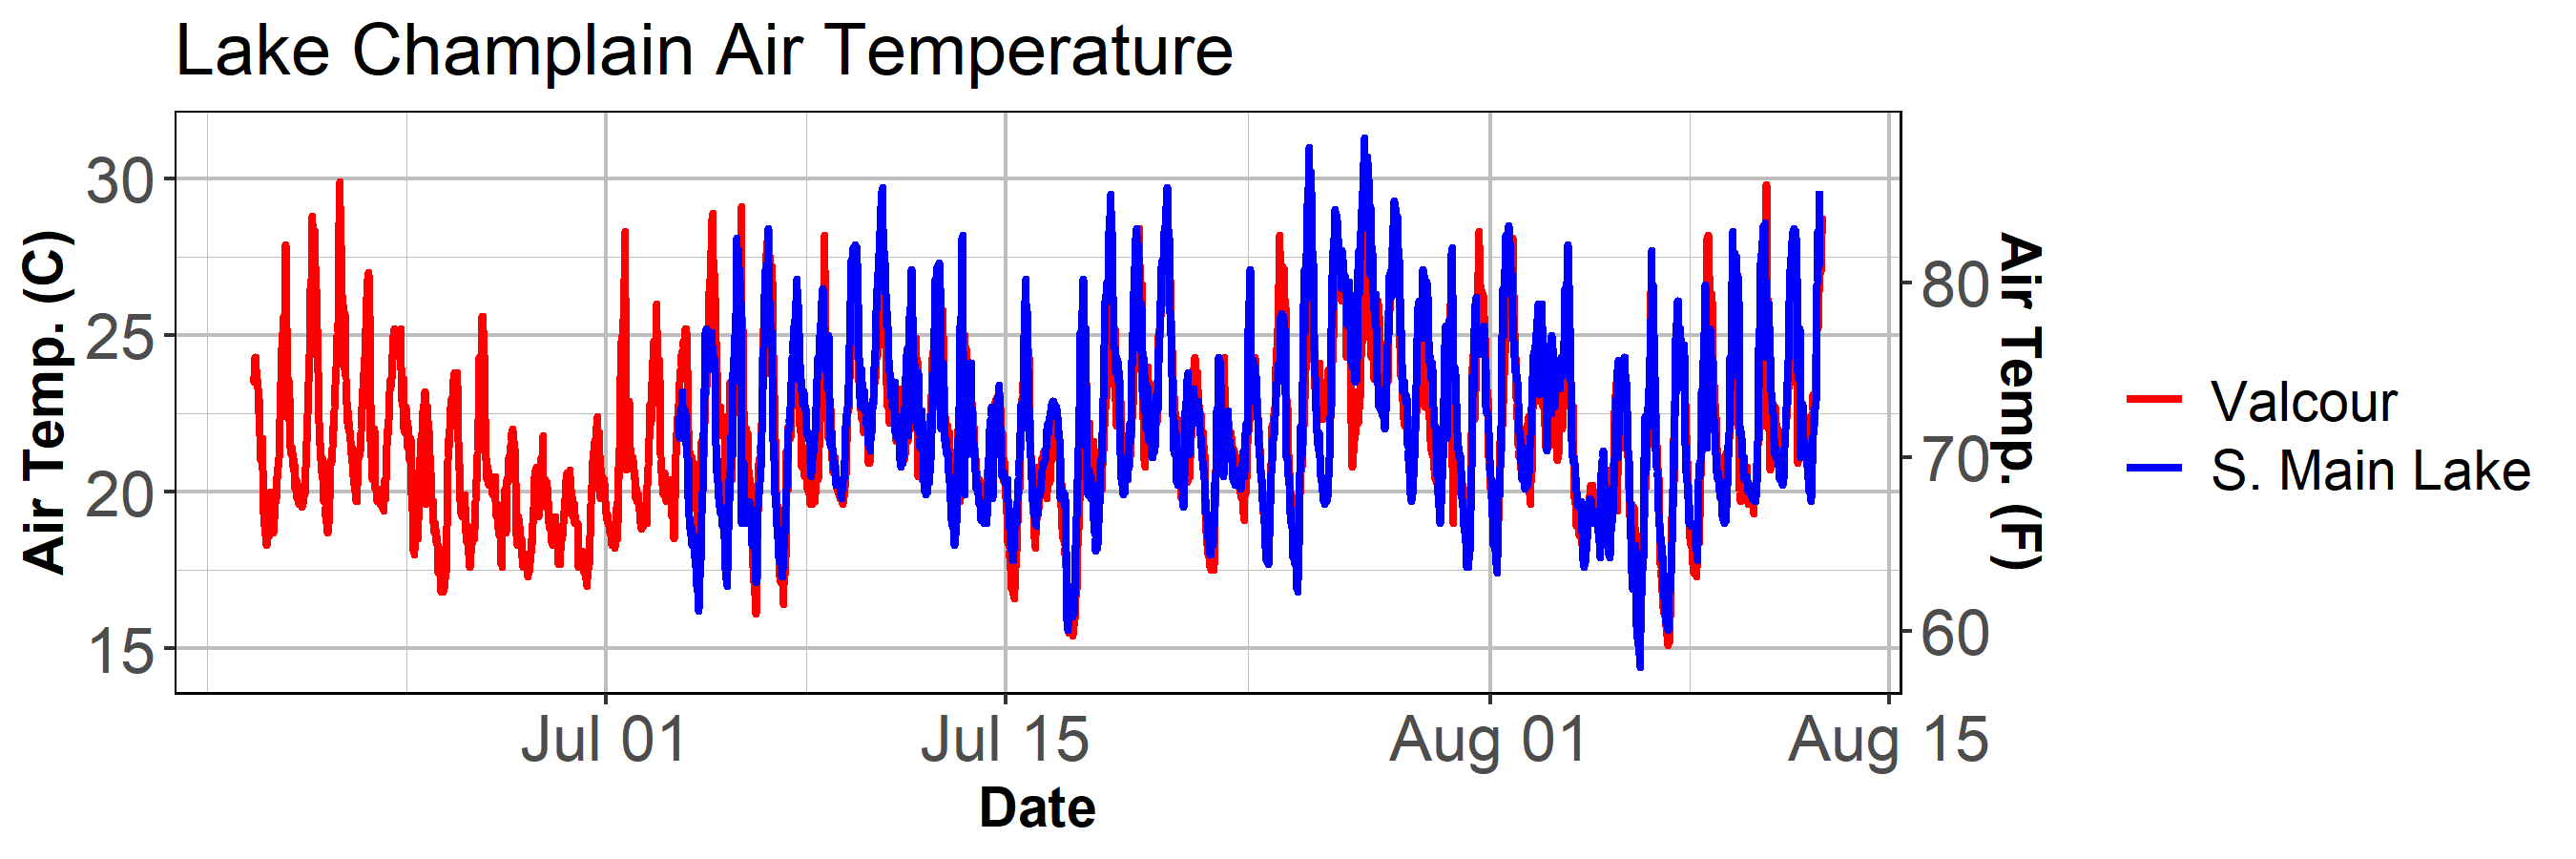 Lake Champlain Air Temperature
Air Temp. (C)
30
25
20
15
80
70
60
Air Temp. (F)
Jul 01 Jul 15 Aug 01 Aug 15
Date
Valcour
S. Main Lake